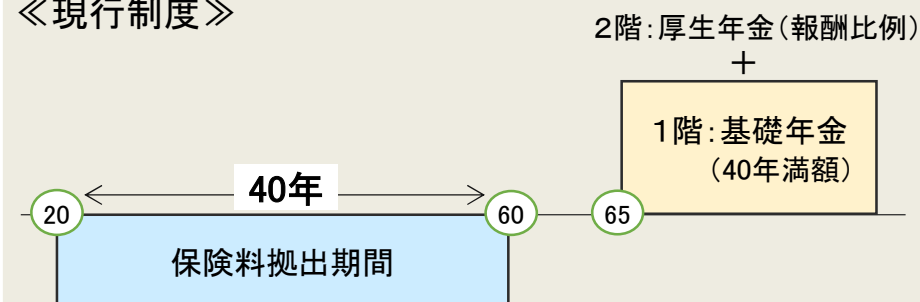 ≪現行制度≫
2階:厚生年金(報酬比例)
+
1階:基礎年金
(40年満額)
40年
20
60
65
保険料拠出期間